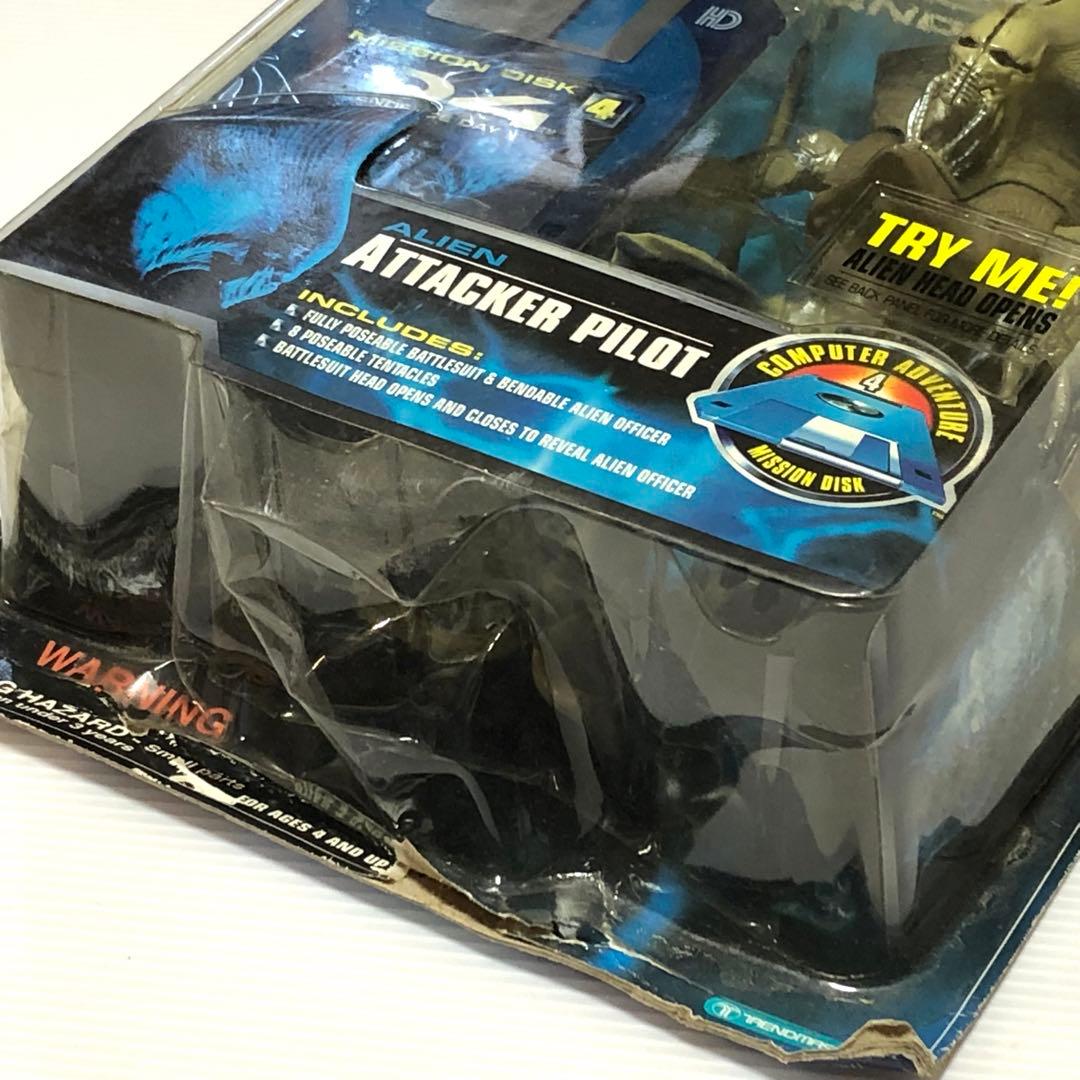 HD
MISSION DISK 4
ID4
ALIEN
ATTACKER PILOT
INCLUDES:
FULLY POSEABLE BATTLESUIT & BENDABLE ALIEN OFFICER
8 POSEABLE TENTACLES
BATTLESUIT HEAD OPENS AND CLOSES TO REVEAL ALIEN OFFICER
TRY ME!
ALIEN HEAD OPENS
SEE BACK PANEL FOR MORE DETAILS
COMPUTER ADVENTURE
4
MISSION DISK
WARNING
G HAZARD
under 3 years
small parts
FOR AGES 4 AND UP
TRENDMAS